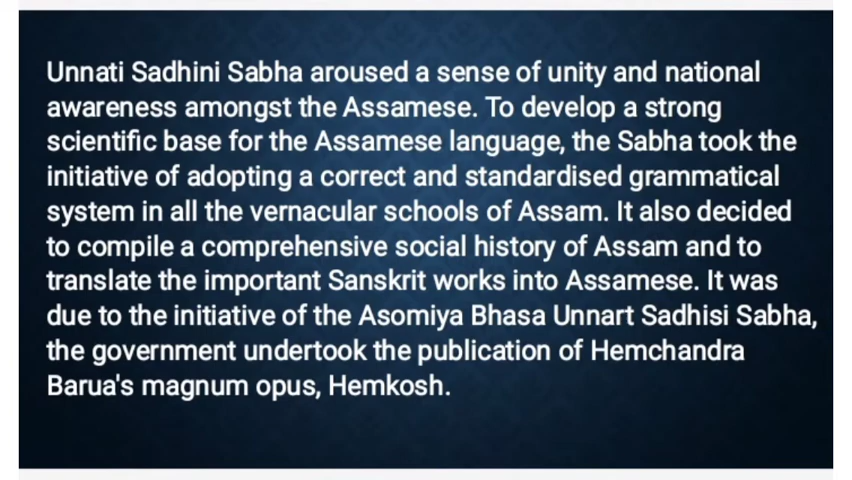 Unnati Sadhini Sabha aroused a sense of unity and national
awareness amongst the Assamese. To develop a strong
scientific base for the Assamese language, the Sabha took the
initiative of adopting a correct and standardised grammatical
system in all the vernacular schools of Assam. It also decided
to compile a comprehensive social history of Assam and to
translate the important Sanskrit works into Assamese. It was
due to the initiative of the Asomiya Bhasa Unnart Sadhisi Sabha,
the government undertook the publication of Hemchandra
Barua's magnum opus, Hemkosh.